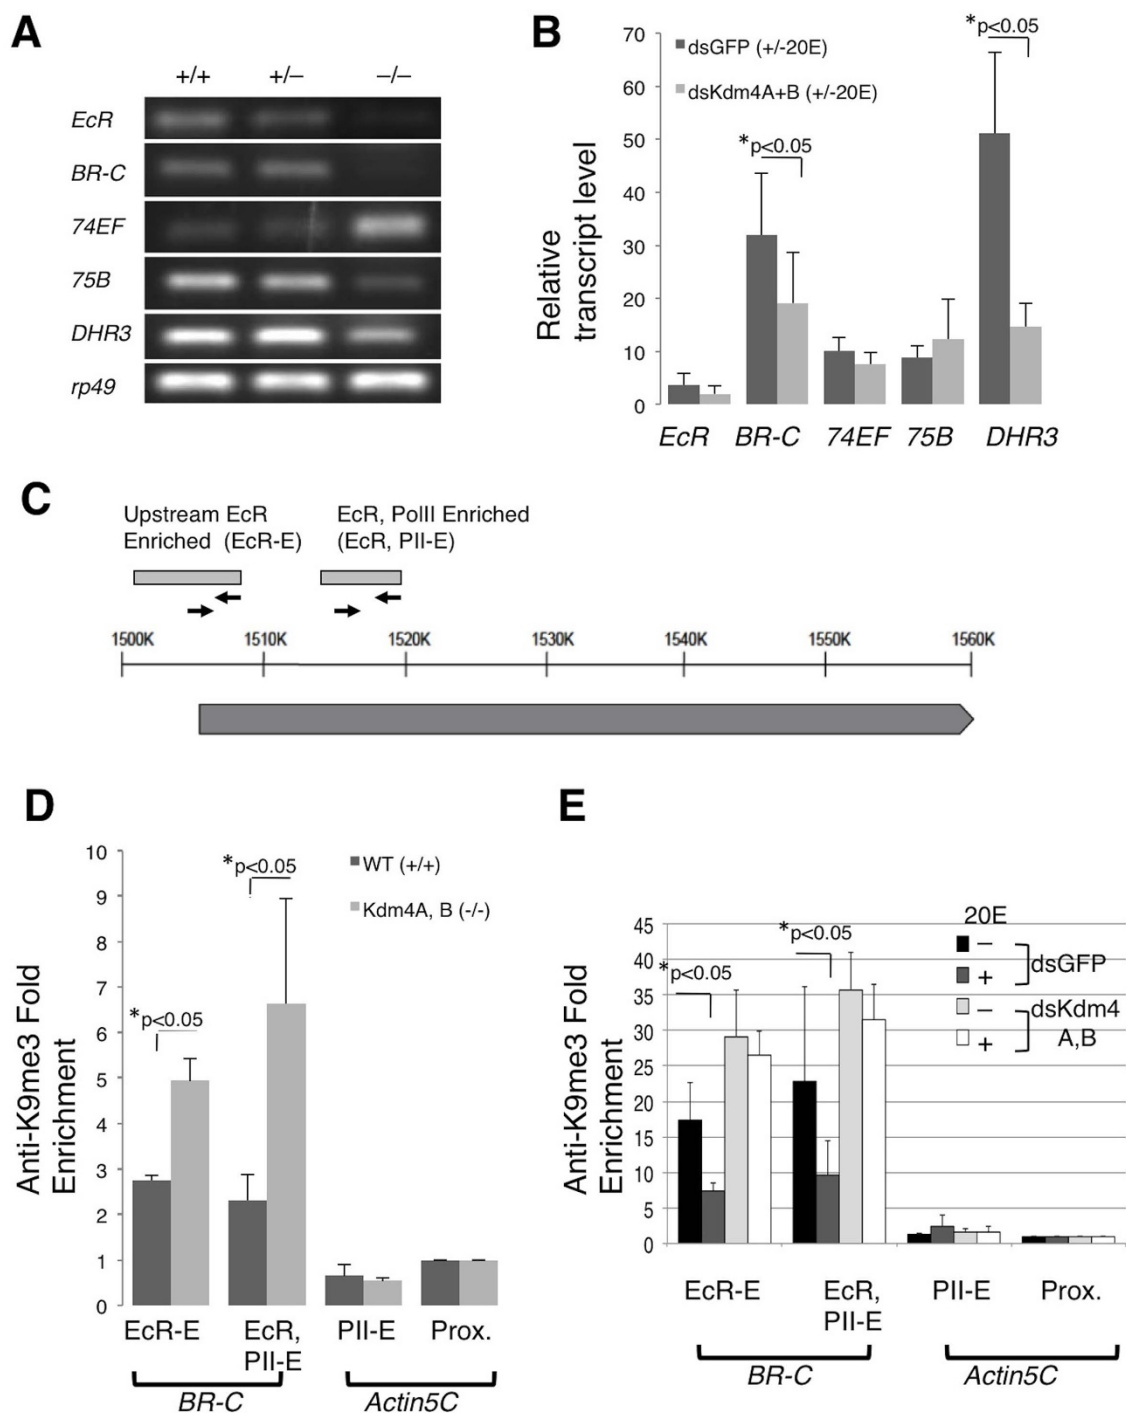 A
+/+ +/− −/−
EcR
BR-C
74EF
75B
DHR3
rp49
B
Relative
transcript level
70
60
50
40
30
20
10
0
dsGFP (+/-20E)
dsKdm4A+B (+/-20E)
*p<0.05
*p<0.05
EcR BR-C 74EF 75B DHR3
C
Upstream EcR
Enriched (EcR-E)
EcR, PolII Enriched
(EcR, PII-E)
1500K 1510K 1520K 1530K 1540K 1550K 1560K
D
Anti-K9me3 Fold
Enrichment
10
9
8
7
6
5
4
3
2
1
0
*p<0.05
*p<0.05
WT (+/+)
Kdm4A, B (-/-)
EcR-E EcR, PII-E Prox.
PII-E
BR-C Actin5C
E
Anti-K9me3 Fold
Enrichment
45
40
35
30
25
20
15
10
5
0
*p<0.05
*p<0.05
20E
−
+
dsGFP
−
+
dsKdm4
A,B
EcR-E EcR, PII-E Prox.
PII-E
BR-C Actin5C